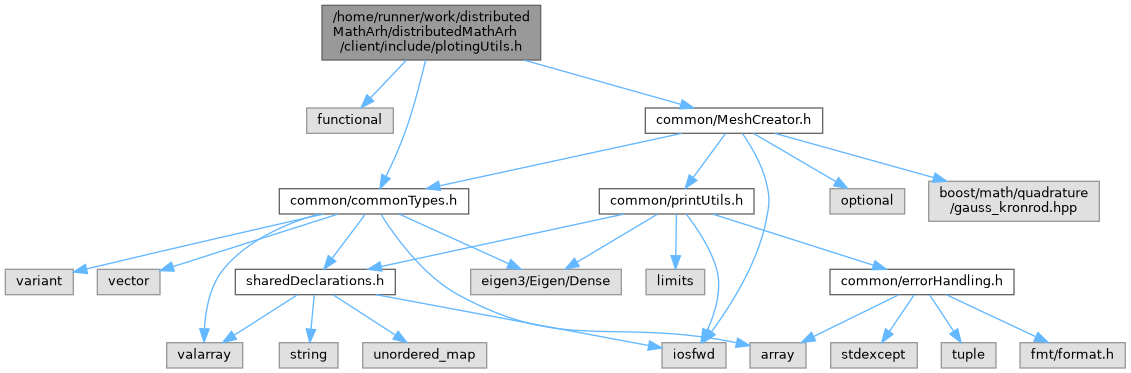 /home/runner/work/distributed
MathArh/distributedMathArh
/client/include/plotingUtils.h
functional
common/MeshCreator.h
common/commonTypes.h
common/printUtils.h
optional
boost/math/quadrature
/gauss_kronrod.hpp
variant
vector
sharedDeclarations.h
eigen3/Eigen/Dense
limits
common/errorHandling.h
valarray
string
unordered_map
iosfwd
array
stdexcept
tuple
fmt/format.h